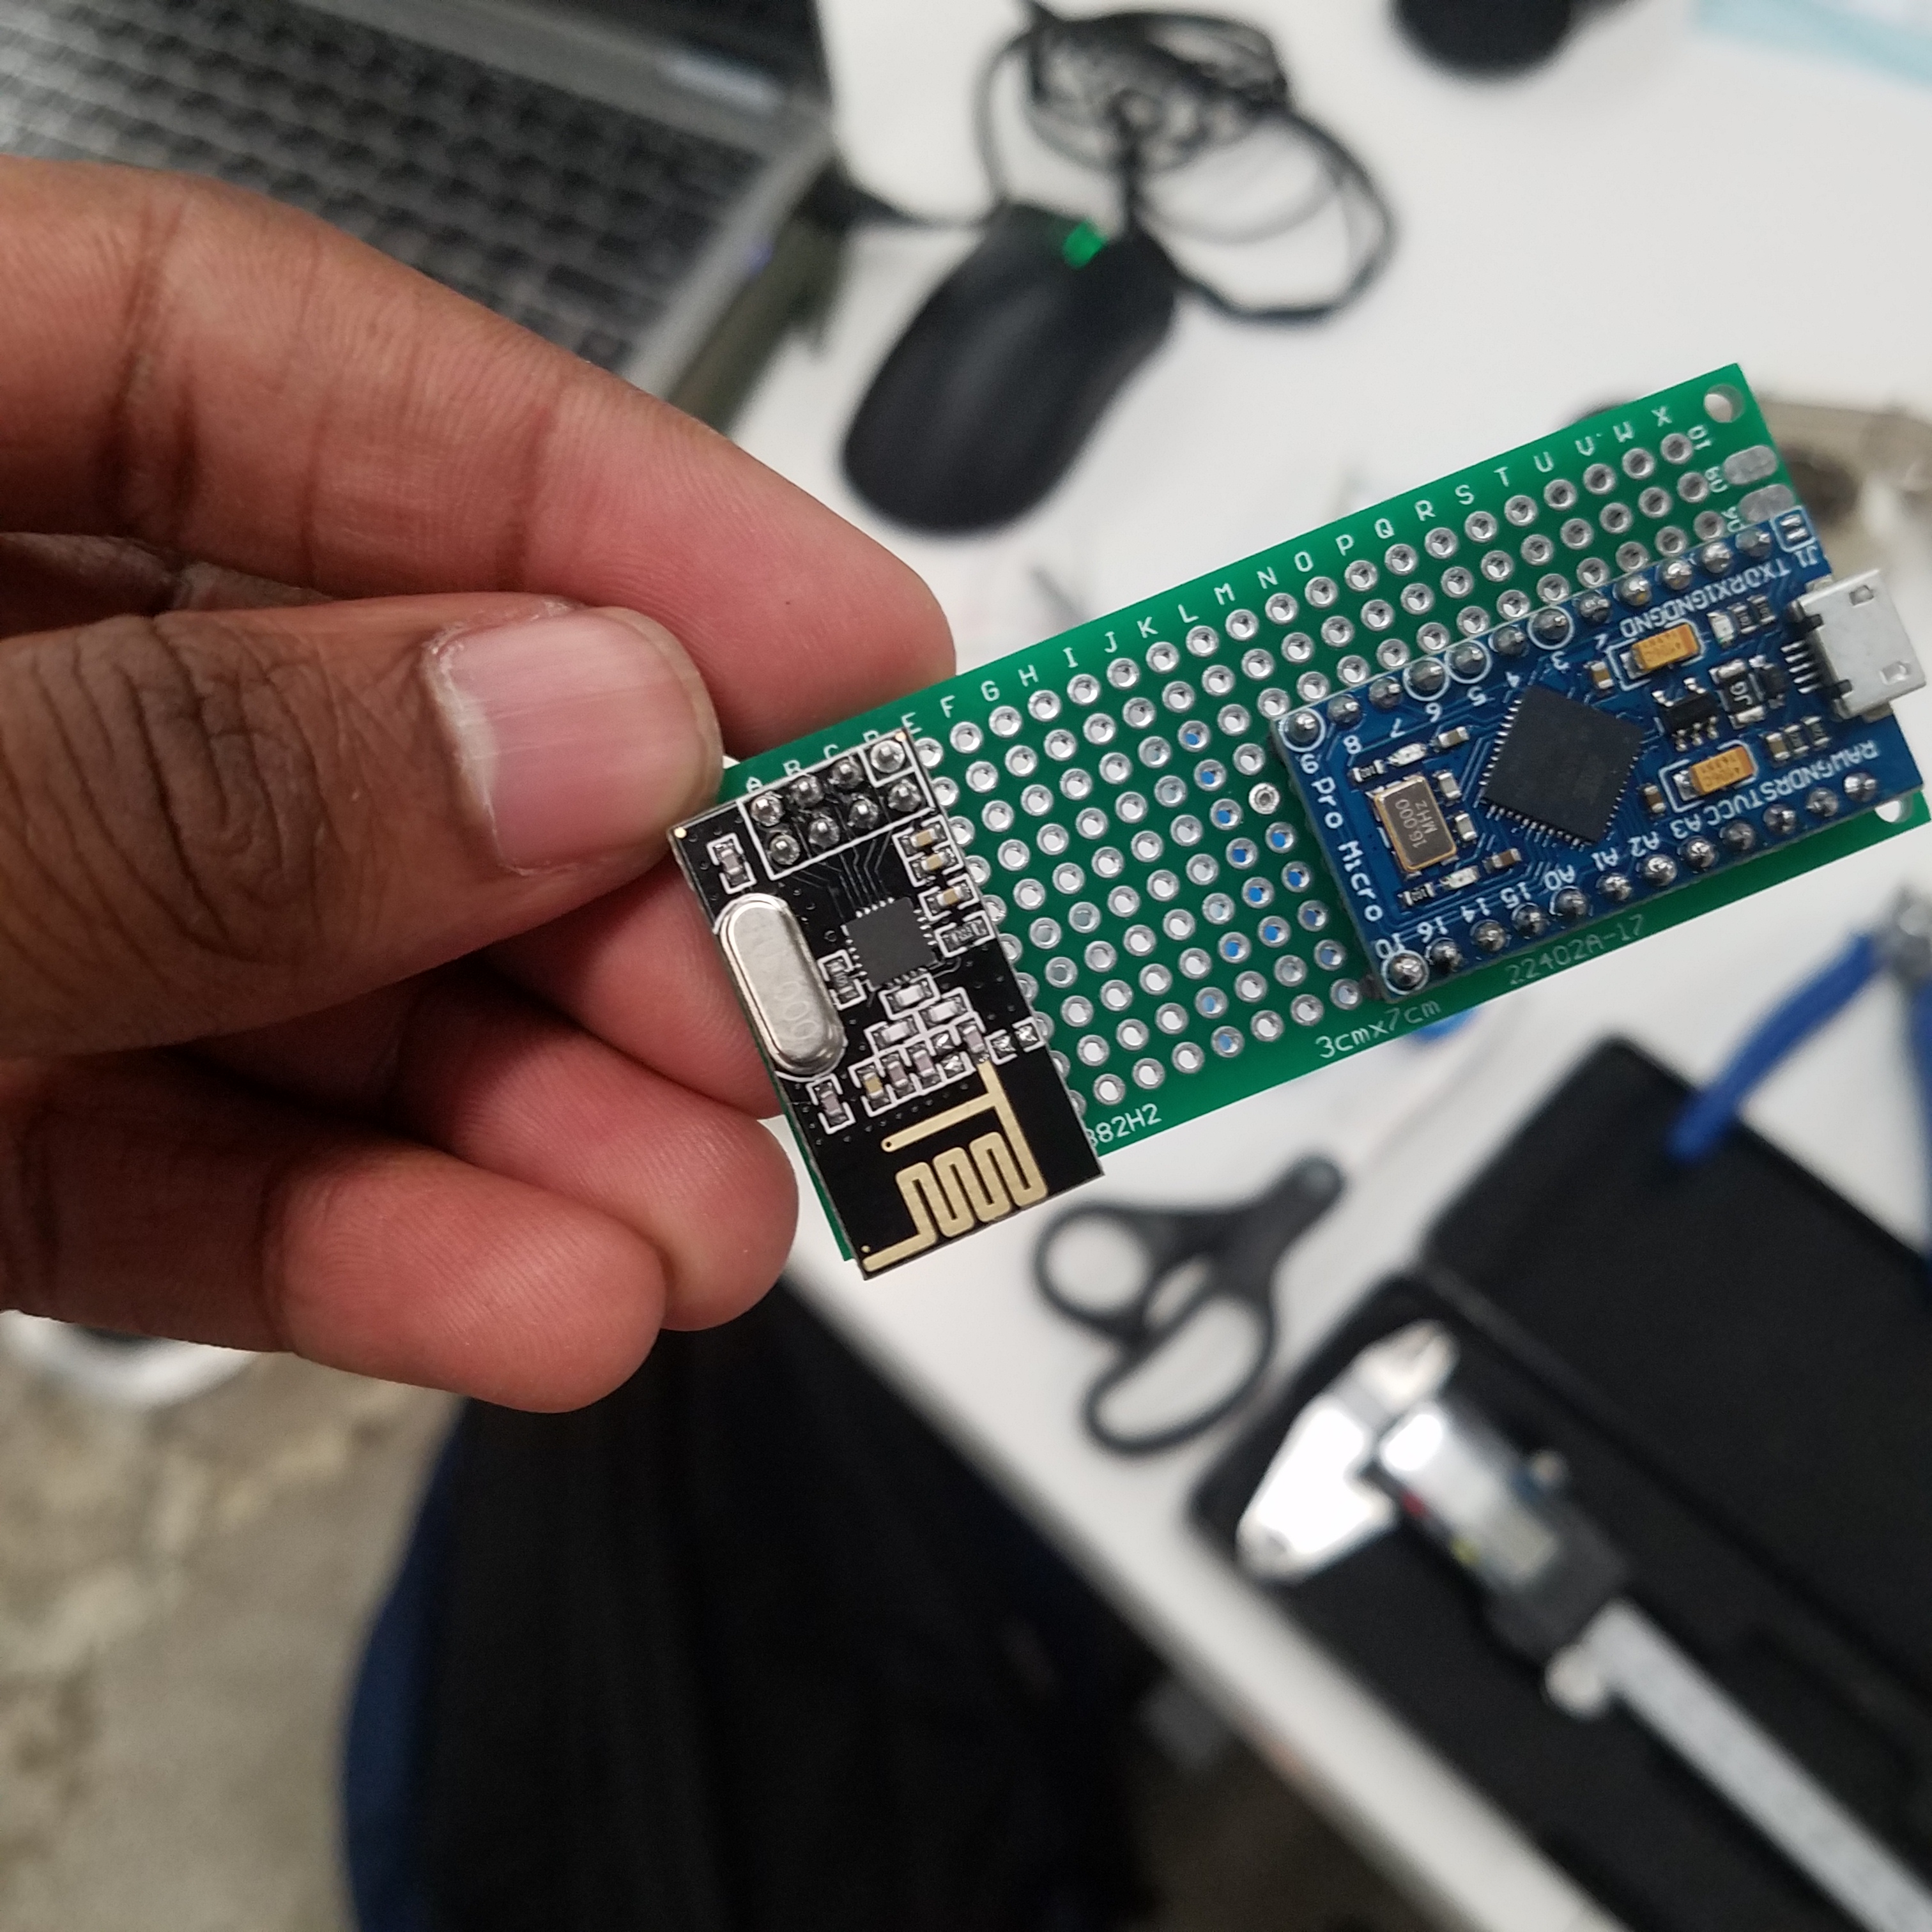 A
B
C
D
E
F
G
H
I
J
K
L
M
N
O
P
Q
R
S
T
U
V
W
X
01
3cmx7cm
22402A-17
Pro Micro
16.000
MHz
9
8
7
6
5
4
3
2
GND
GND
RXI
TXO
J1
10
16
14
15
A0
A1
A2
A3
VCC
RST
GND
RAW
JG